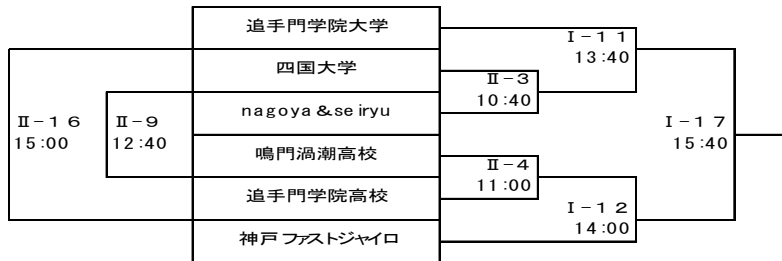 追手門学院大学
Ⅰ－１１
13:40
四国大学
Ⅱ－3
10:40
Ⅱ－１６
15:00
Ⅱ－9
12:40
nagoya＆seiryu
Ⅰ－１７
15:40
鳴門渦潮高校
Ⅱ－4
11:00
追手門学院高校
Ⅰ－１２
14:00
神戸ファストジャイロ